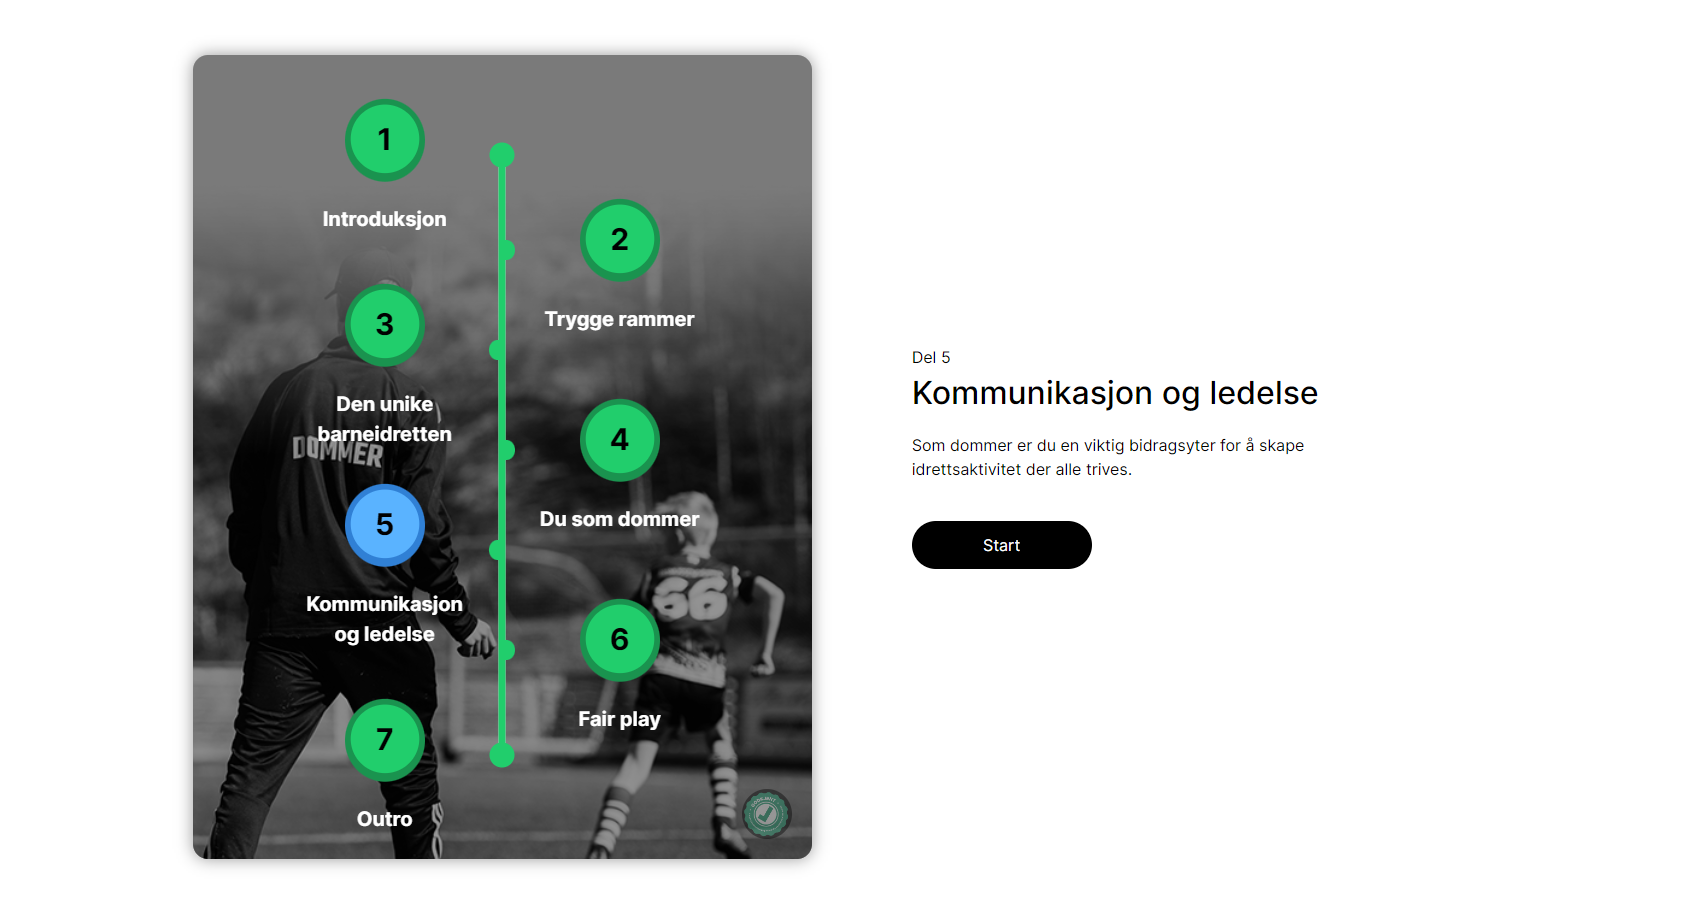 1
Introduksjon
2
Trygge rammer
3
Den unike
barneidretten
DOMMER
4
Du som dommer
5
Kommunikasjon
og ledelse
66
6
Fair play
7
Outro
Del 5
Kommunikasjon og ledelse
Som dommer er du en viktig bidragsyter for å skape
idrettsaktivitet der alle trives.
Start